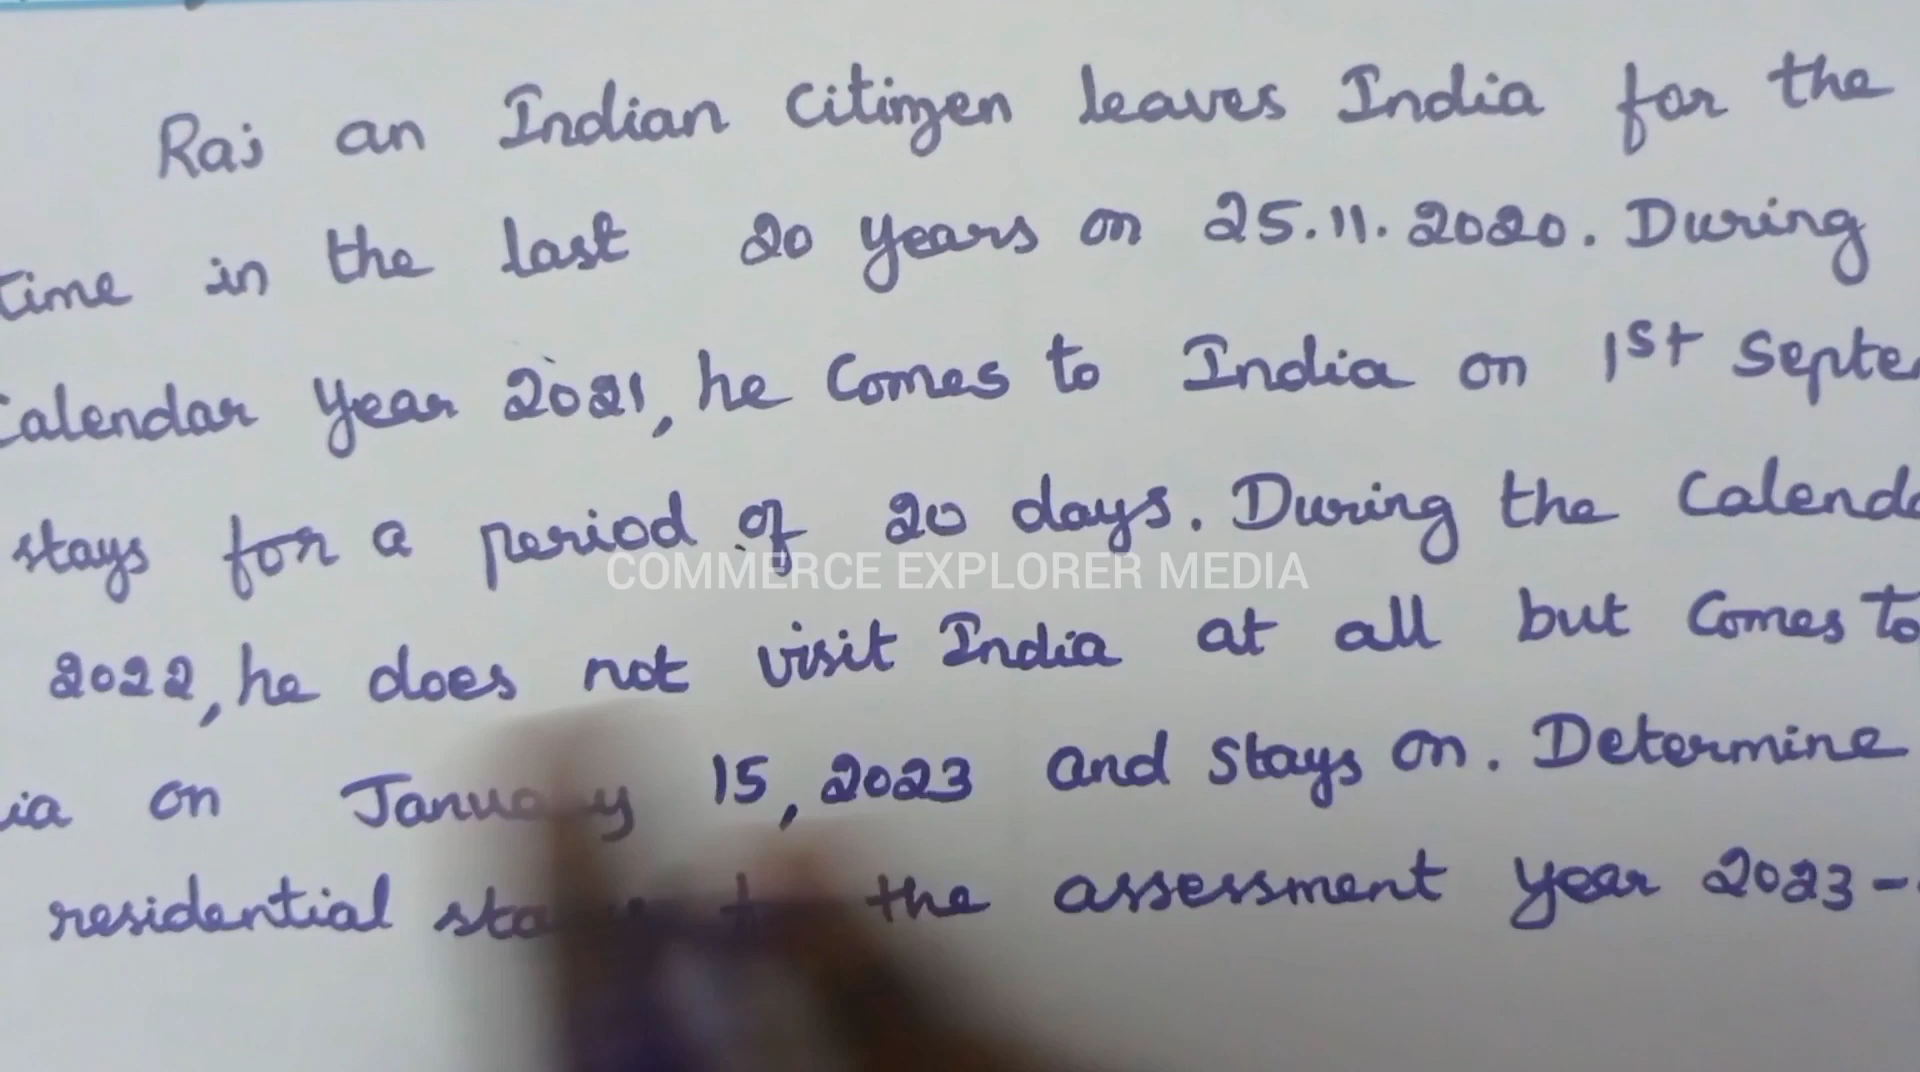 Raj an Indian Citizen leaves India for the
time in the last 20 years on 25.11.2020. During
Calendar year 2021, he Comes to India on 1st Septe
stays for a period of 20 days. During the Calenda
COMMERCE EXPLORER MEDIA
2022, he does not visit India at all but Comes to
ia on January 15, 2023 and stays on. Determine
residential the assessment year 2023-